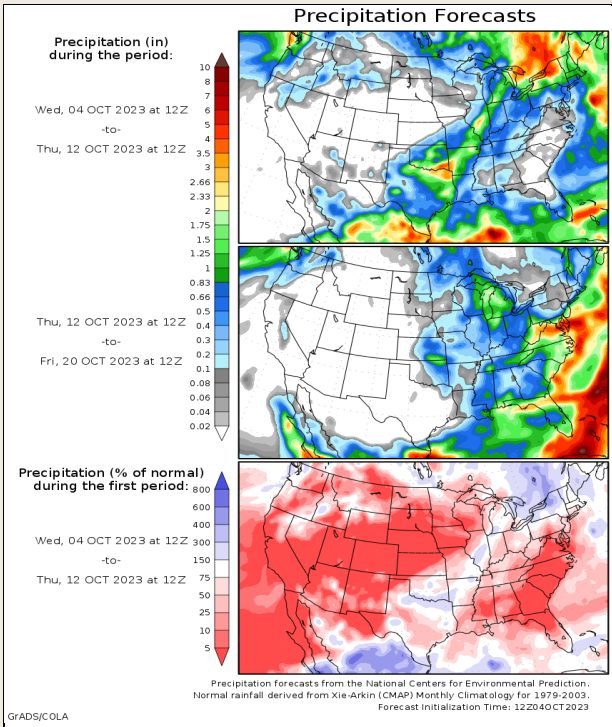 Precipitation Forecasts
Precipitation (in)
during the period:
Wed, 04 OCT 2023 at 12Z
-to-
Thu, 12 OCT 2023 at 12Z
10
8
7
6
5
4
3.5
3
2.66
2.33
2
1.75
1.5
1.25
1
0.83
0.66
0.5
0.4
0.3
0.2
0.1
0.08
0.06
0.04
0.02
Thu, 12 OCT 2023 at 12Z
-to-
Fri, 20 OCT 2023 at 12Z
Precipitation (% of normal)
during the first period:
Wed, 04 OCT 2023 at 12Z
-to-
Thu, 12 OCT 2023 at 12Z
800
600
400
300
150
75
50
25
10
5
Precipitation forecasts from the National Centers for Environmental Prediction.
Normal rainfall derived from Xie-Arkin (CMAP) Monthly Climatology for 1979-2003.
Forecast Initialization Time: 12Z04OCT2023
GrADS/COLA